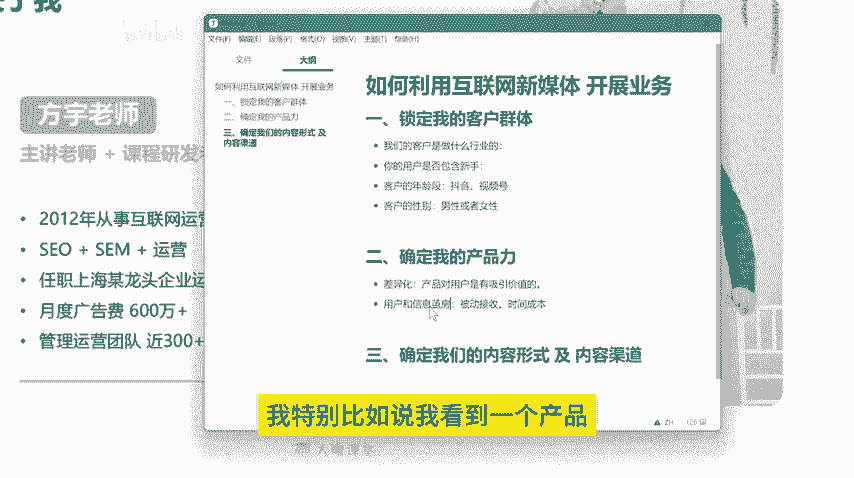 于我
方宇老师
主讲老师 + 课程研发
2012年从事互联网运营
SEO + SEM + 运营
任职上海某龙头企业运
月度广告费 600万+
管理运营团队 近300+
文件(F) 编辑(E) 段落(P) 格式(O) 视图(V) 主题(T) 帮助(H)
文件 大纲
如何利用互联网新媒体 开展业务
一、锁定我的客户群体
二、确定我的产品力
三、确定我们的内容形式 及
内容渠道
如何利用互联网新媒体 开展业务
一、锁定我的客户群体
我们的客户是做什么行业的：
你的用户是否包含新手：
客户的年龄段：抖音、视频号
客户的性别：男性或者女性
二、确定我的产品力
差异化：产品对用户是有吸引价值的。
用户和信息茧房：被动接收。时间成本
三、确定我们的内容形式 及 内容渠道
ZH 126 词
我特别比如说我看到一个产品